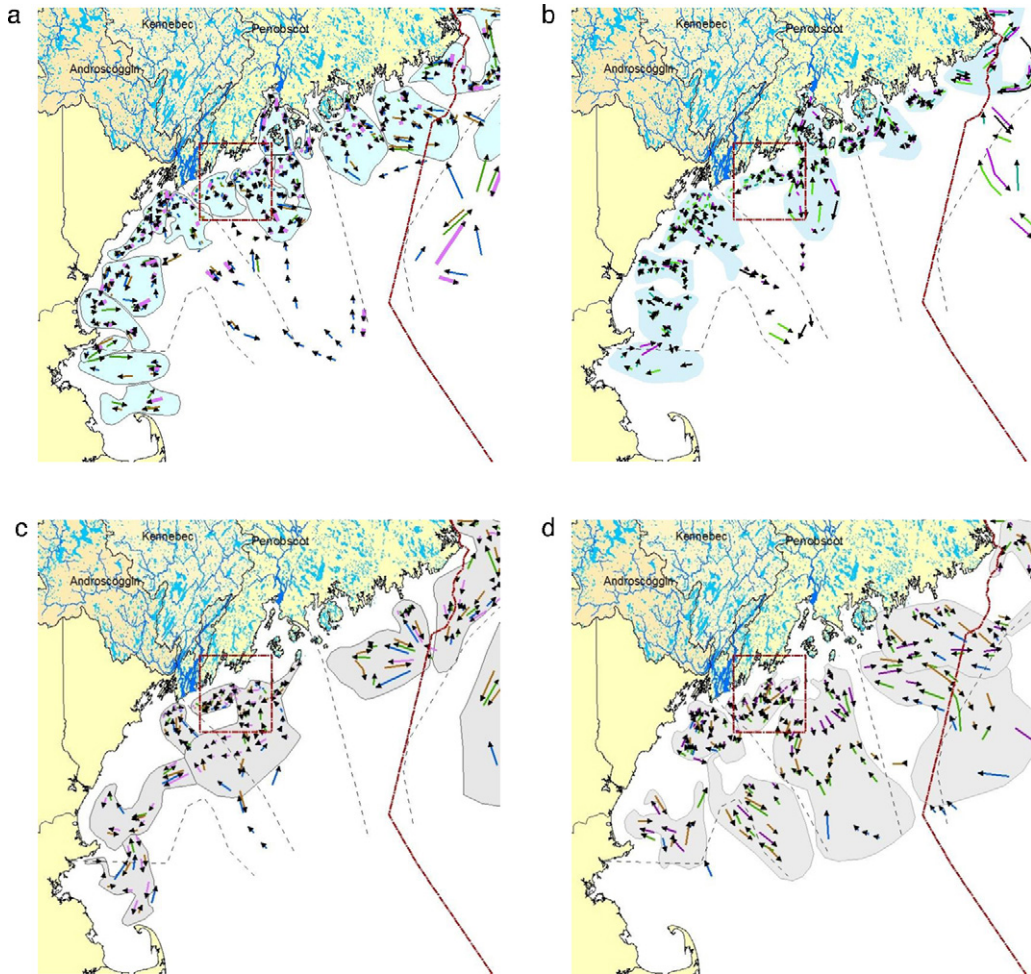 a
Kennebec
Penobscot
Androscoggin
b
Kennebec
Penobscot
Androscoggin
c
Kennebec
Penobscot
Androscoggin
d
Kennebec
Penobscot
Androscoggin